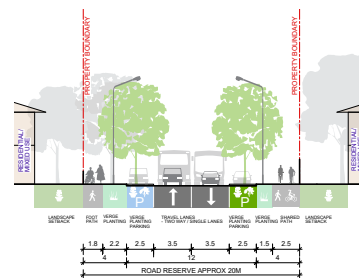 PROPERTY BOUNDARY
PROPERTY BOUNDARY
RESIDENTIAL/
MIXED USE
RESIDENTIAL/
P
P
LANDSCAPE
SETBACK
FOOT
PATH
VERGE
PLANTING
VERGE
PLANTING
PARKING
TRAVEL LANES
- TWO WAY / SINGLE LANES
VERGE
PLANTING
PARKING
VERGE
PLANTING
SHARED
PATH
LANDSCAPE
SETBACK
1.8 2.2 2.5 3.5 3.5 2.5 1.5 2.5
4 12 4
ROAD RESERVE APPROX 20M